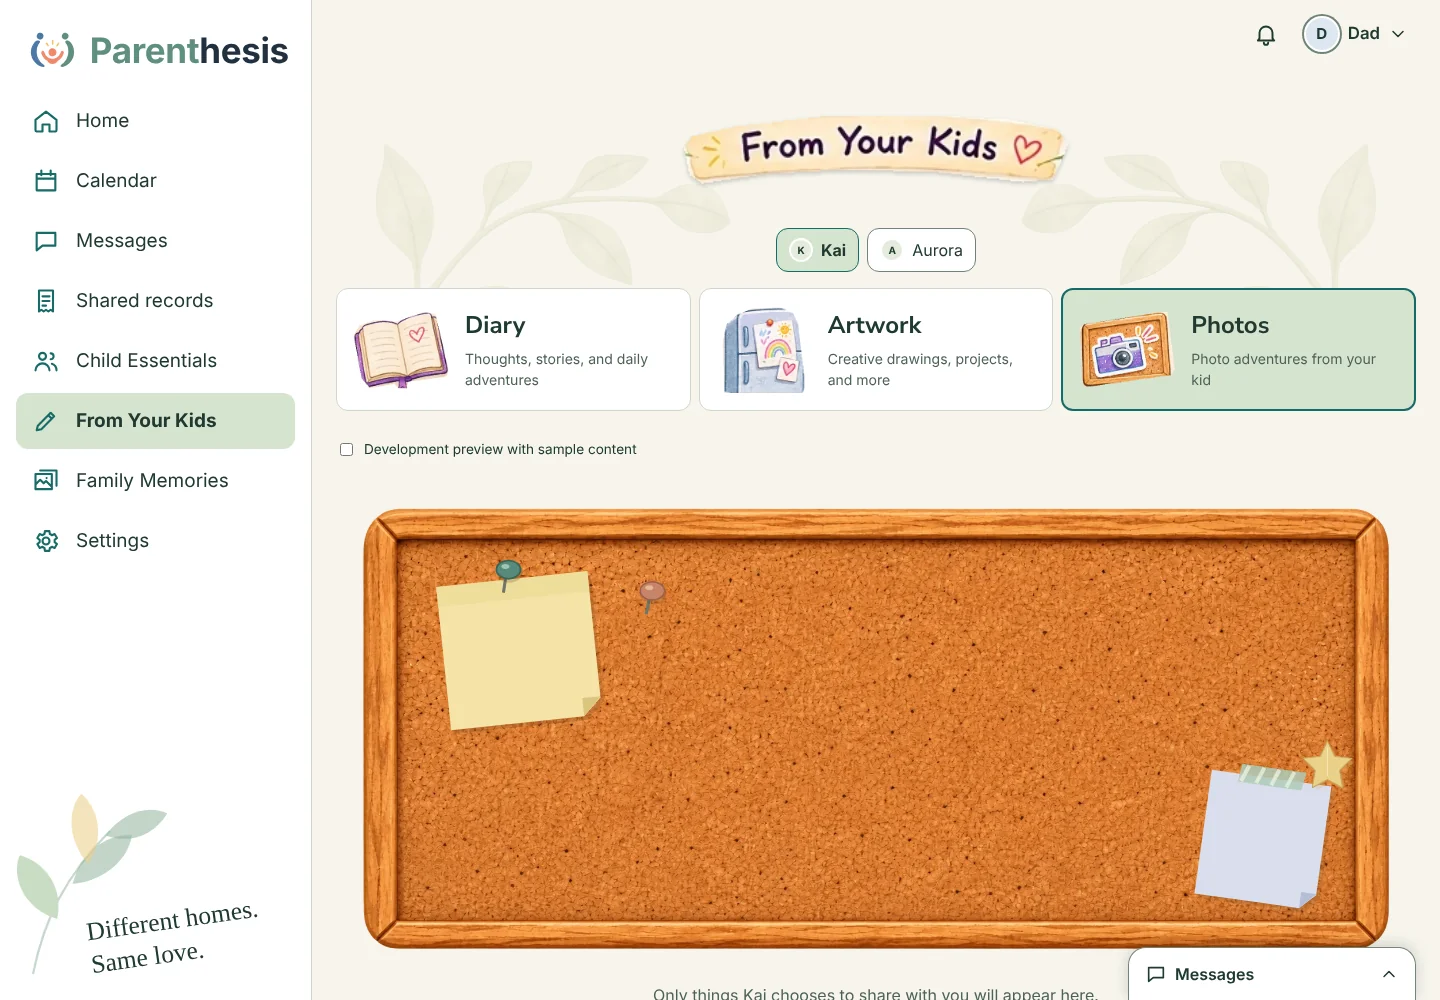 Parenthesis
Home
Calendar
Messages
Shared records
Child Essentials
From Your Kids
Family Memories
Settings
Different homes.
Same love.
D Dad
From Your Kids
K Kai
A Aurora
Diary
Thoughts, stories, and daily
adventures
Artwork
Creative drawings, projects,
and more
Photos
Photo adventures from your
kid
Development preview with sample content
Only things Kai chooses to share with you will appear here.
Messages